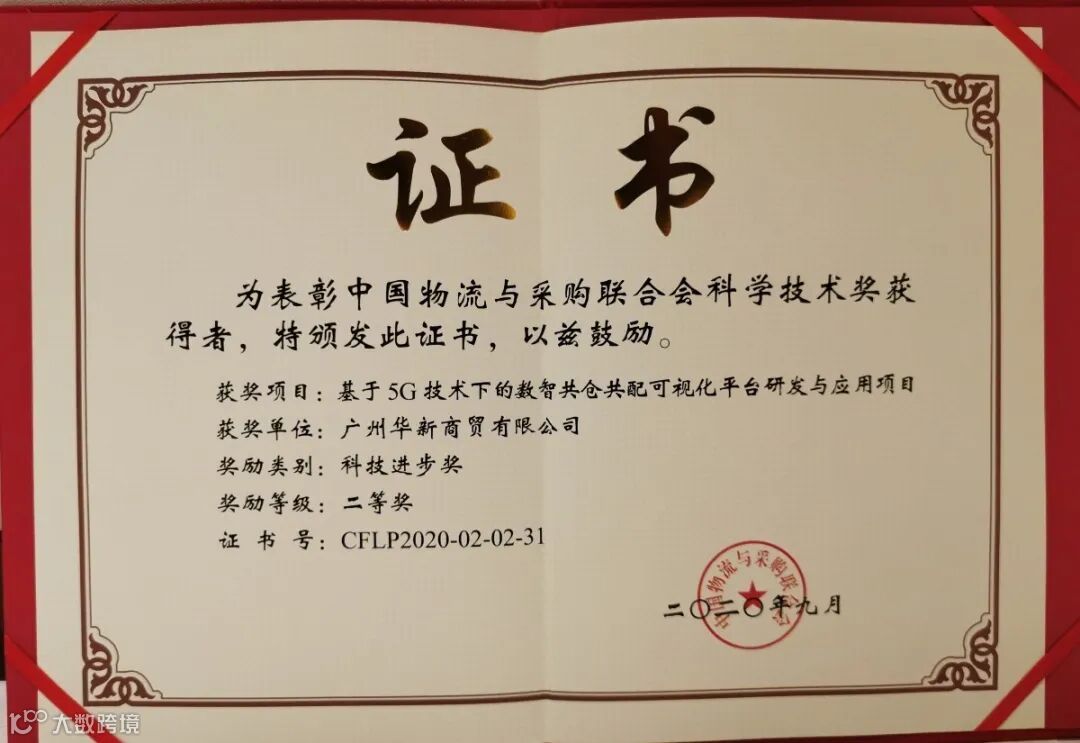 证书
为表彰中国物流与采购联合会科学技术奖获
得者，特颁发此证书，以兹鼓励。
获奖项目：基于 5G 技术下的数智共仓共配可视化平台研发与应用项目
获奖单位：广州华新商贸有限公司
奖励类别：科技进步奖
奖励等级：二等奖
证 书 号：CFLP2020-02-02-31
中国物流与采购联合会
二〇二〇年九月
大数跨境